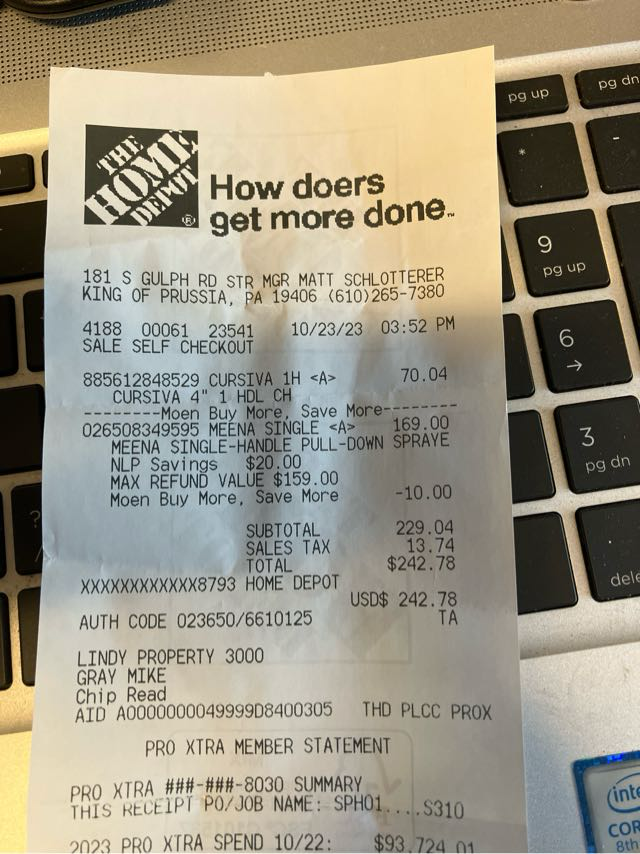 THE
HOME
DEPOT
®
How doers
get more done.™
181 S GULPH RD STR MGR MATT SCHLOTTERER
KING OF PRUSSIA, PA 19406 (610)265-7380
4188 00061 23541 10/23/23 03:52 PM
SALE SELF CHECKOUT
885612848529 CURSIVA 1H <A> 70.04
CURSIVA 4" 1 HDL CH
--------Moen Buy More, Save More--------
026508349595 MEENA SINGLE <A> 169.00
MEENA SINGLE-HANDLE PULL-DOWN SPRAYE
NLP Savings $20.00
MAX REFUND VALUE $159.00
Moen Buy More, Save More -10.00
SUBTOTAL 229.04
SALES TAX 13.74
TOTAL $242.78
XXXXXXXXXXXX8793 HOME DEPOT
USD$ 242.78
AUTH CODE 023650/6610125 TA
LINDY PROPERTY 3000
GRAY MIKE
Chip Read
AID A0000000049999D8400305 THD PLCC PROX
PRO XTRA MEMBER STATEMENT
PRO XTRA ###-###-8030 SUMMARY
THIS RECEIPT PO/JOB NAME: SPH01....S310
2023 PRO XTRA SPEND 10/22: $93,724.01
pg up
pg dn
*
-
9
pg up
6
→
3
pg dn
dele
?
/
inte
COR
8th